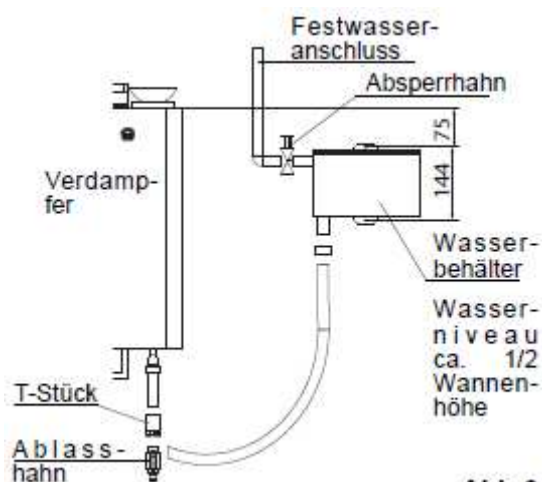 Festwasser-
anschluss
Absperrhahn
75
144
Verdamp-
fer
Wasser-
behälter
Wasser-
niveau
ca. 1/2
Wannen-
höhe
T-Stück
Ablass-
hahn